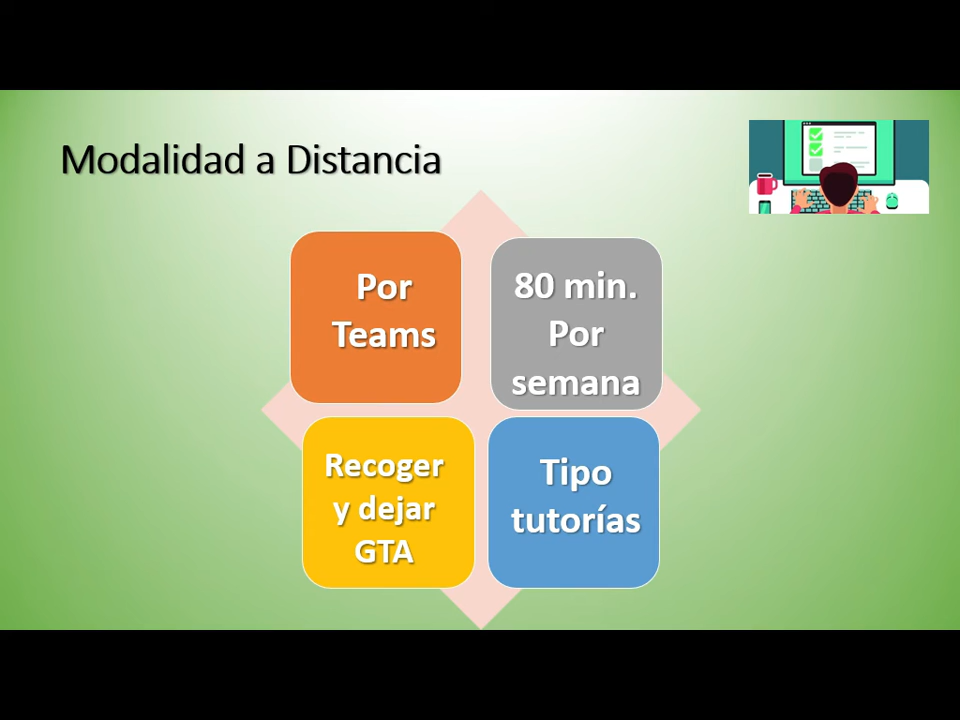 Modalidad a Distancia
Por
Teams
80 min.
Por
semana
Recoger
y dejar
GTA
Tipo
tutorías